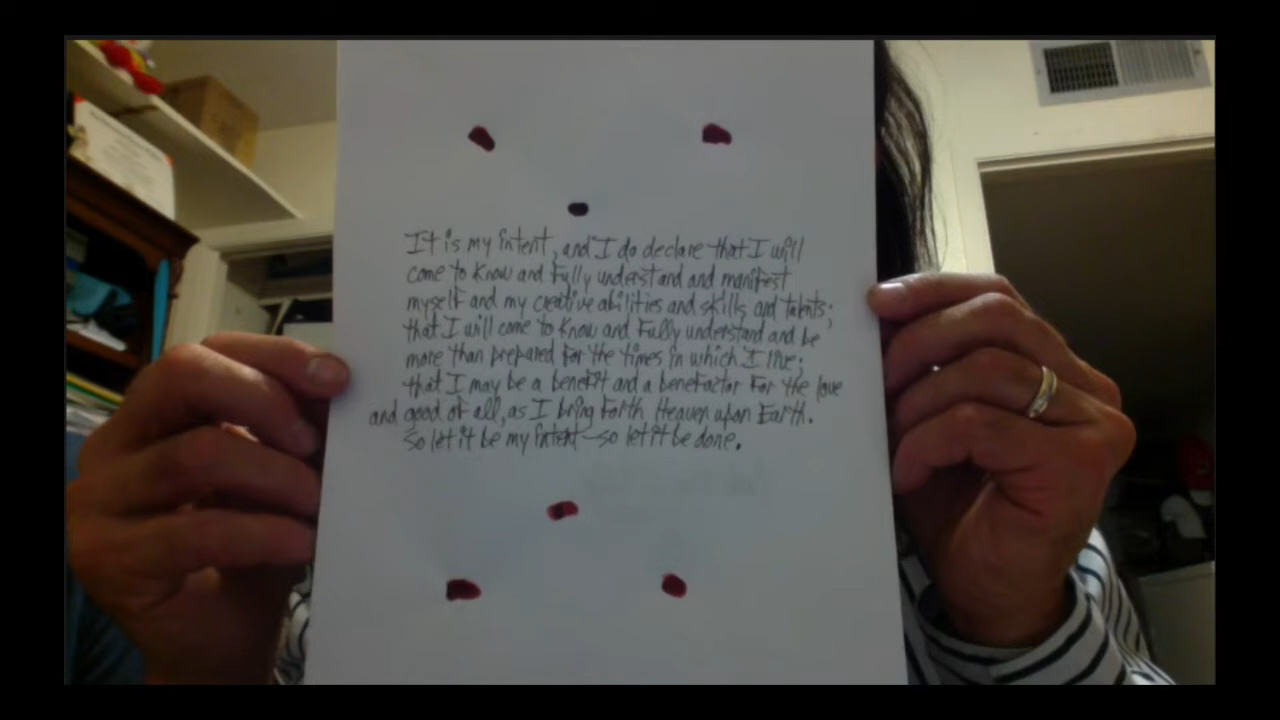 It is my intent, and I do declare that I will
come to know and fully understand and manifest
myself and my creative abilities and skills and talents;
that I will come to know and fully understand and be
more than prepared for the times in which I live;
that I may be a benefit and a benefactor for the love
and good of all, as I bring forth Heaven upon Earth.
So let it be my intent – so let it be done.